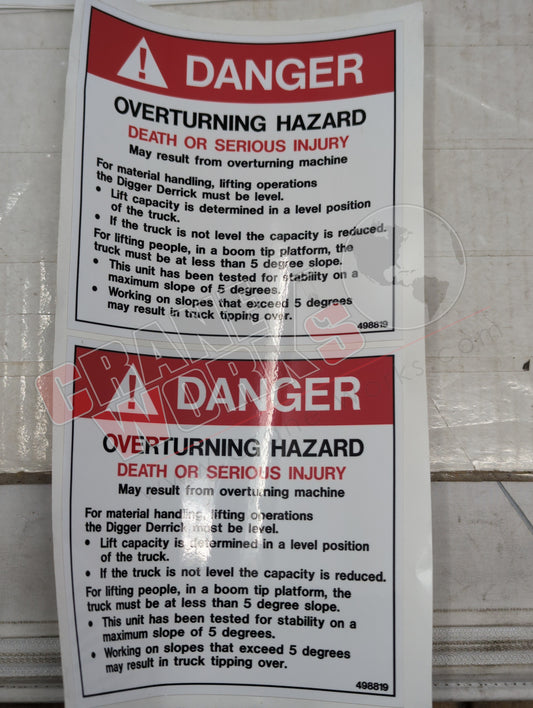 DANGER
OVERTURNING HAZARD
DEATH OR SERIOUS INJURY
May result from overturning machine
For material handling, lifting operations
the Digger Derrick must be level.
• Lift capacity is determined in a level position
of the truck.
• If the truck is not level the capacity is reduced.
For lifting people, in a boom tip platform, the
truck must be at less than 5 degree slope.
• This unit has been tested for stability on a
maximum slope of 5 degrees.
• Working on slopes that exceed 5 degrees
may result in truck tipping over.
498819
DANGER
OVERTURNING HAZARD
DEATH OR SERIOUS INJURY
May result from overturning machine
For material handling, lifting operations
the Digger Derrick must be level.
• Lift capacity is determined in a level position
of the truck.
• If the truck is not level the capacity is reduced.
For lifting people, in a boom tip platform, the
truck must be at less than 5 degree slope.
• This unit has been tested for stability on a
maximum slope of 5 degrees.
• Working on slopes that exceed 5 degrees
may result in truck tipping over.
498819
CRANE
WORKS